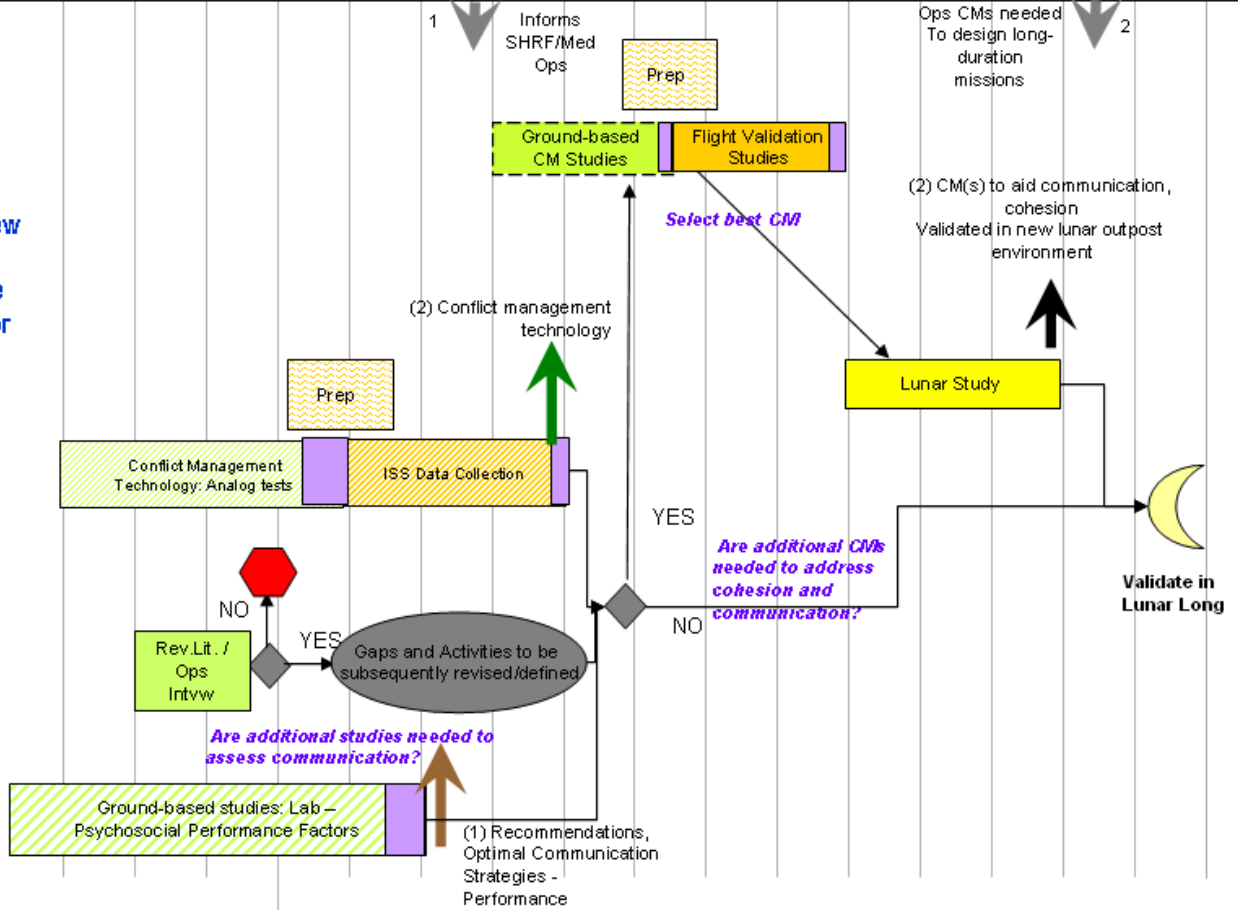 1
Informs
SHRF/Med
Ops
Ops CMs needed
To design long-
duration
missions
2
Prep
Ground-based
CM Studies
Flight Validation
Studies
Select best CM
(2) CM(s) to aid communication,
cohesion
Validated in new lunar outpost
environment
(2) Conflict management
technology
Prep
Lunar Study
Conflict Management
Technology: Analog tests
ISS Data Collection
YES
Are additional CMs
needed to address
cohesion and
communication?
NO
Validate in
Lunar Long
NO
YES
Rev.Lit. /
Ops
Intvw
Gaps and Activities to be
subsequently revised/defined
Are additional studies needed to
assess communication?
Ground-based studies: Lab –
Psychosocial Performance Factors
(1) Recommendations,
Optimal Communication
Strategies -
Performance